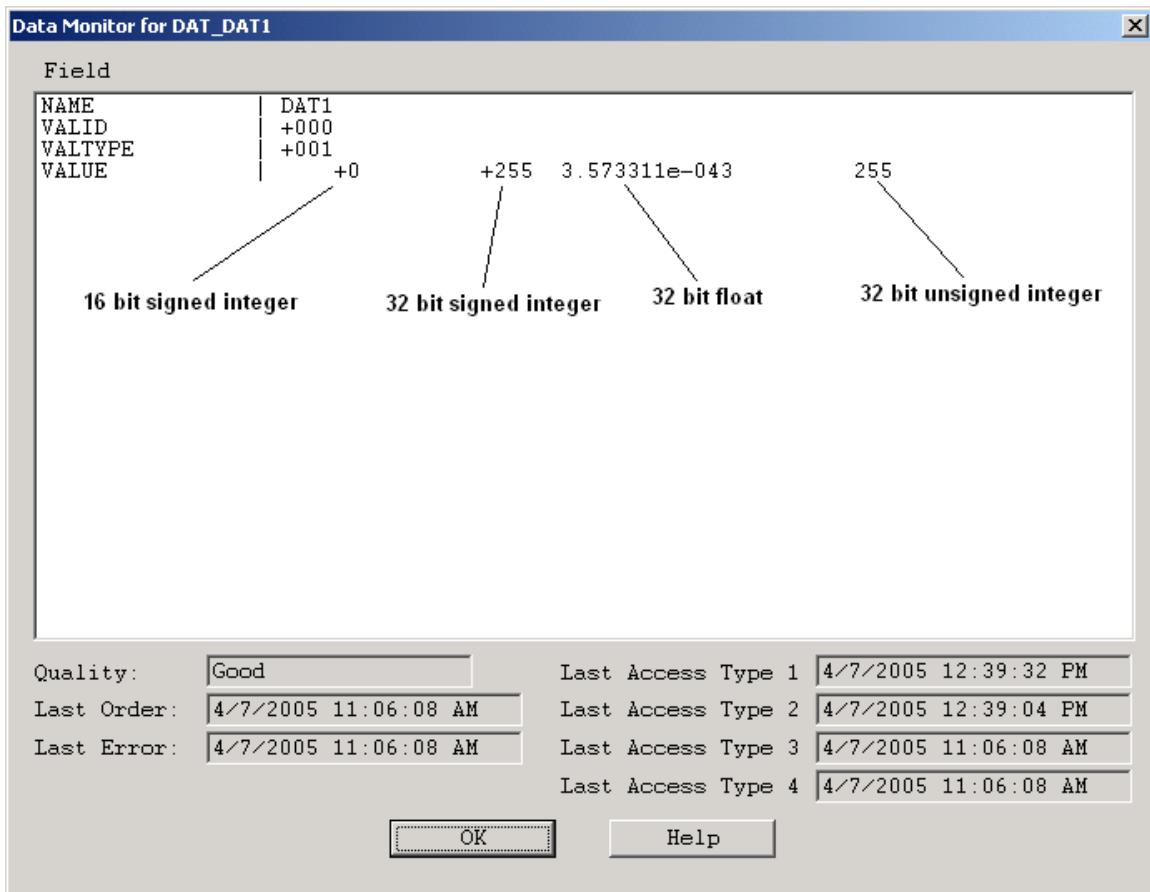 Data Monitor for DAT_DAT1
Field
NAME | DAT1
VALID | +000
VALTYPE | +001
VALUE | +0 +255 3.573311e-043 255
16 bit signed integer 32 bit signed integer 32 bit float 32 bit unsigned integer
Quality: Good Last Access Type 1 4/7/2005 12:39:32 PM
Last Order: 4/7/2005 11:06:08 AM Last Access Type 2 4/7/2005 12:39:04 PM
Last Error: 4/7/2005 11:06:08 AM Last Access Type 3 4/7/2005 11:06:08 AM
Last Access Type 4 4/7/2005 11:06:08 AM
OK Help